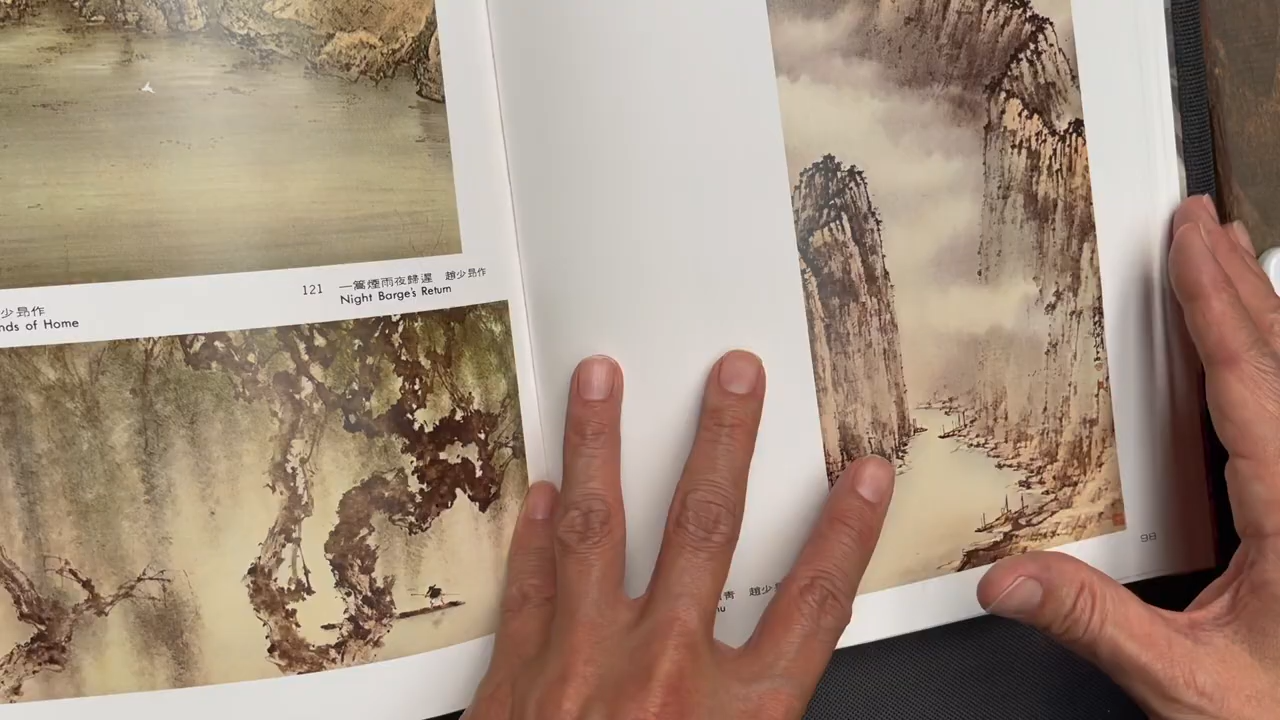 少昂作
nds of Home
121 一篙煙雨夜歸遲 趙少昂作
Night Barge's Return
青 趙少
98